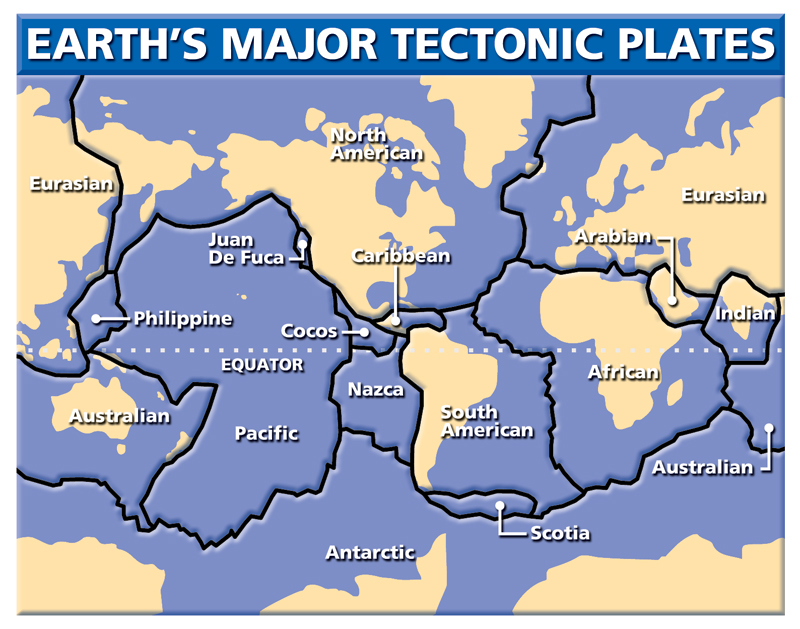 EARTH'S MAJOR TECTONIC PLATES
North
American
Eurasian
Eurasian
Juan
De Fuca
Arabian
Caribbean
Philippine
Cocos
Indian
EQUATOR
African
Nazca
Australian
South
American
Pacific
Australian
Scotia
Antarctic